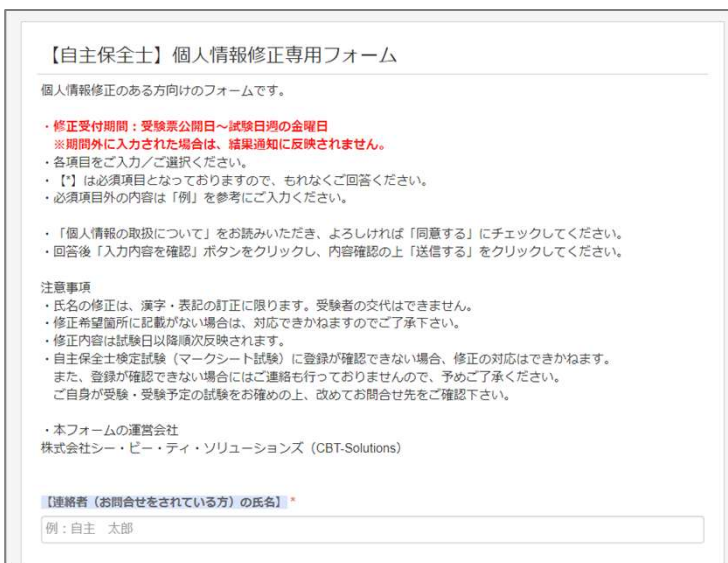 【自主保全士】個人情報修正専用フォーム
個人情報修正のある方向けのフォームです。
・修正受付期間：受験票公開日～試験日週の金曜日
※期間外に入力された場合は、結果通知に反映されません。
・各項目をご入力／ご選択ください。
・【*】は必須項目となっておりますので、もれなくご回答ください。
・必須項目外の内容は「例」を参考にご入力ください。
・「個人情報の取扱について」をお読みいただき、よろしければ「同意する」にチェックしてください。
・回答後「入力内容を確認」ボタンをクリックし、内容確認の上「送信する」をクリックしてください。
注意事項
・氏名の修正は、漢字・表記の訂正に限ります。受験者の交代はできません。
・修正希望箇所に記載がない場合は、対応できかねますのでご了承下さい。
・修正内容は試験日以降順次反映されます。
・自主保全士検定試験（マークシート試験）に登録が確認できない場合、修正の対応はできかねます。
また、登録が確認できない場合にはご連絡も行っておりませんので、予めご了承ください。
ご自身が受験・受験予定の試験をお確めの上、改めてお問合せ先をご確認下さい。
・本フォームの運営会社
株式会社シー・ビー・ティ・ソリューションズ（CBT-Solutions）
【連絡者（お問合せをされている方）の氏名】 *
例：自主　太郎